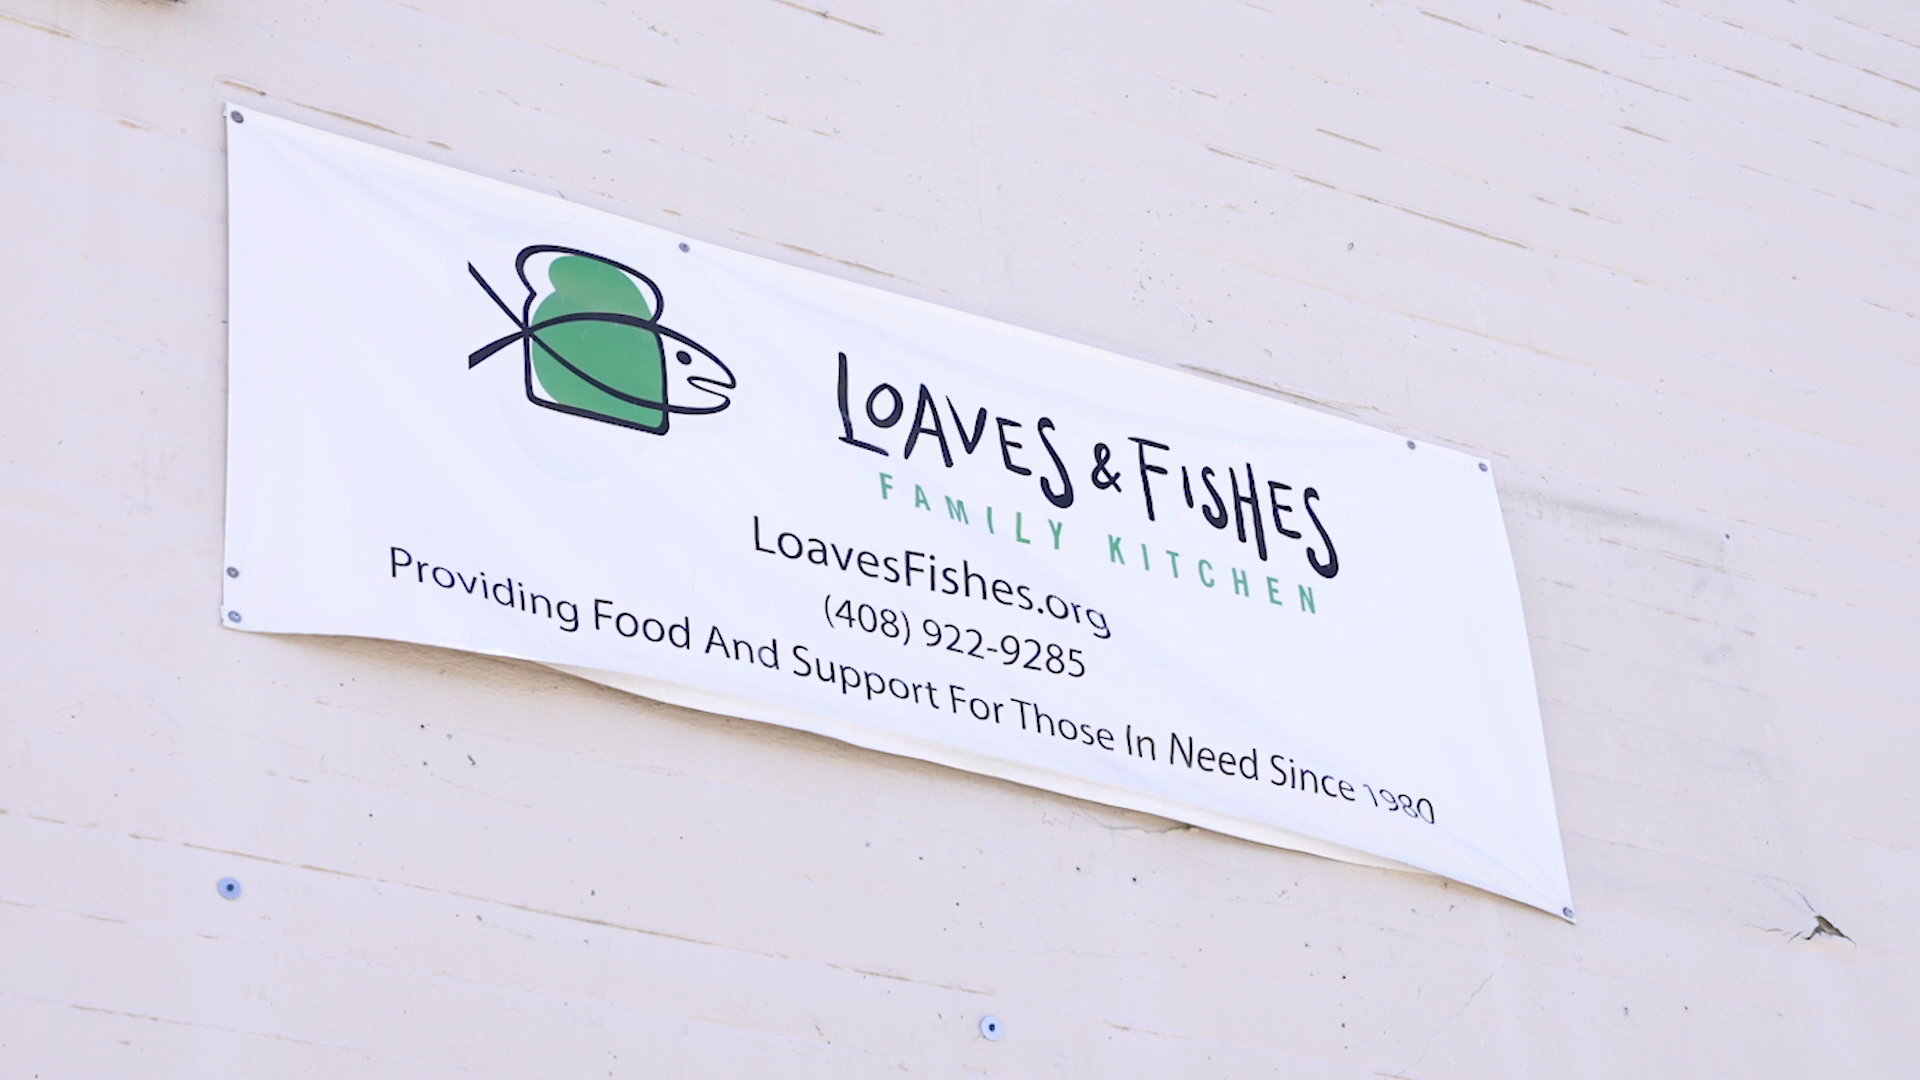 LOAVES & FISHES
FAMILY KITCHEN
LoavesFishes.org
(408) 922-9285
Providing Food And Support For Those In Need Since 1980